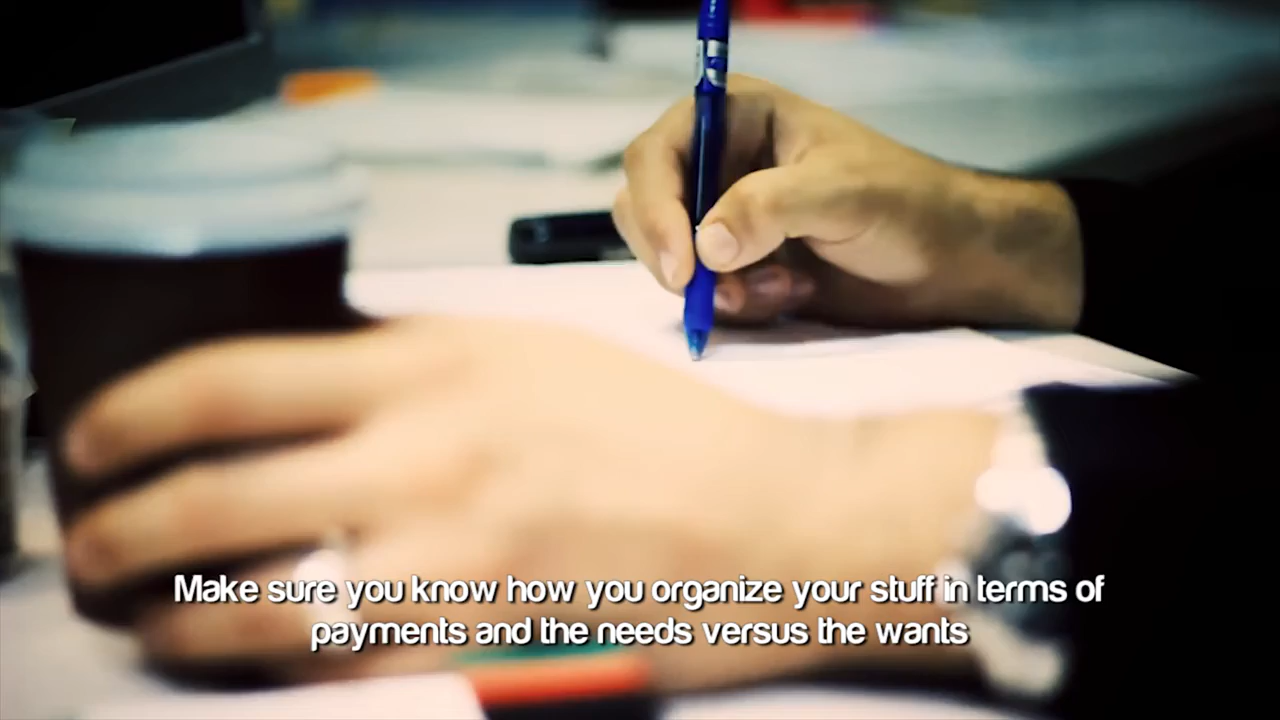 Make sure you know how you organize your stuff in terms of
payments and the needs versus the wants